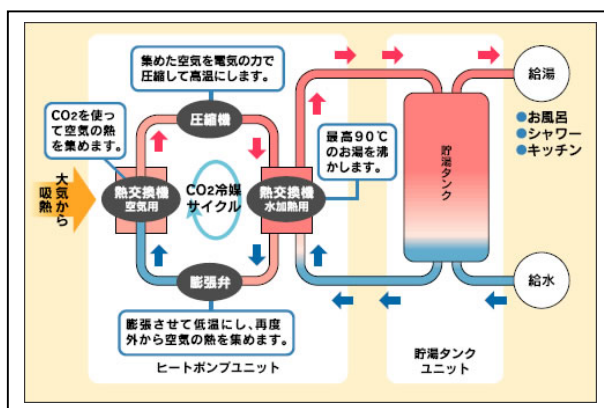 集めた空気を電気の力で
圧縮して高温にします。
給湯
CO2を使っ
て空気の熱
を集めます。
圧縮機
最高90℃
のお湯を沸
かします。
お風呂
シャワー
キッチン
貯湯タンク
大気から
吸熱
熱交換機
空気用
CO2冷媒
サイクル
熱交換機
水加熱用
膨張弁
給水
膨張させて低温にし、再度
外から空気の熱を集めます。
ヒートポンプユニット
貯湯タンク
ユニット